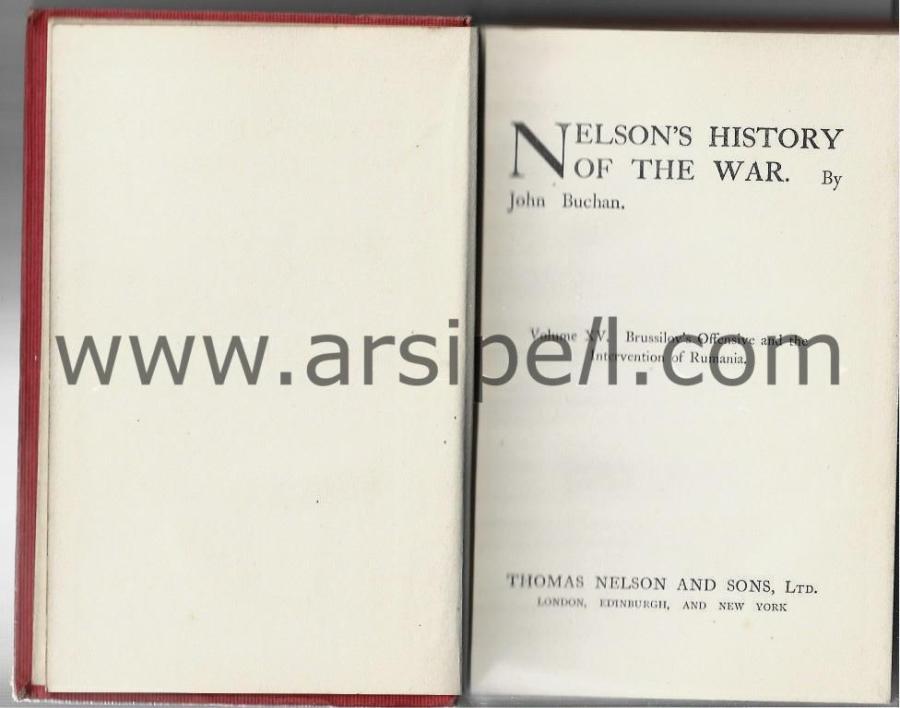 NELSON'S HISTORY
OF THE WAR. By
John Buchan.
Volume XV. Brussilov's Offensive and the
Intervention of Rumania.
www.arsipe/l.com
THOMAS NELSON AND SONS, LTD.
LONDON, EDINBURGH, AND NEW YORK